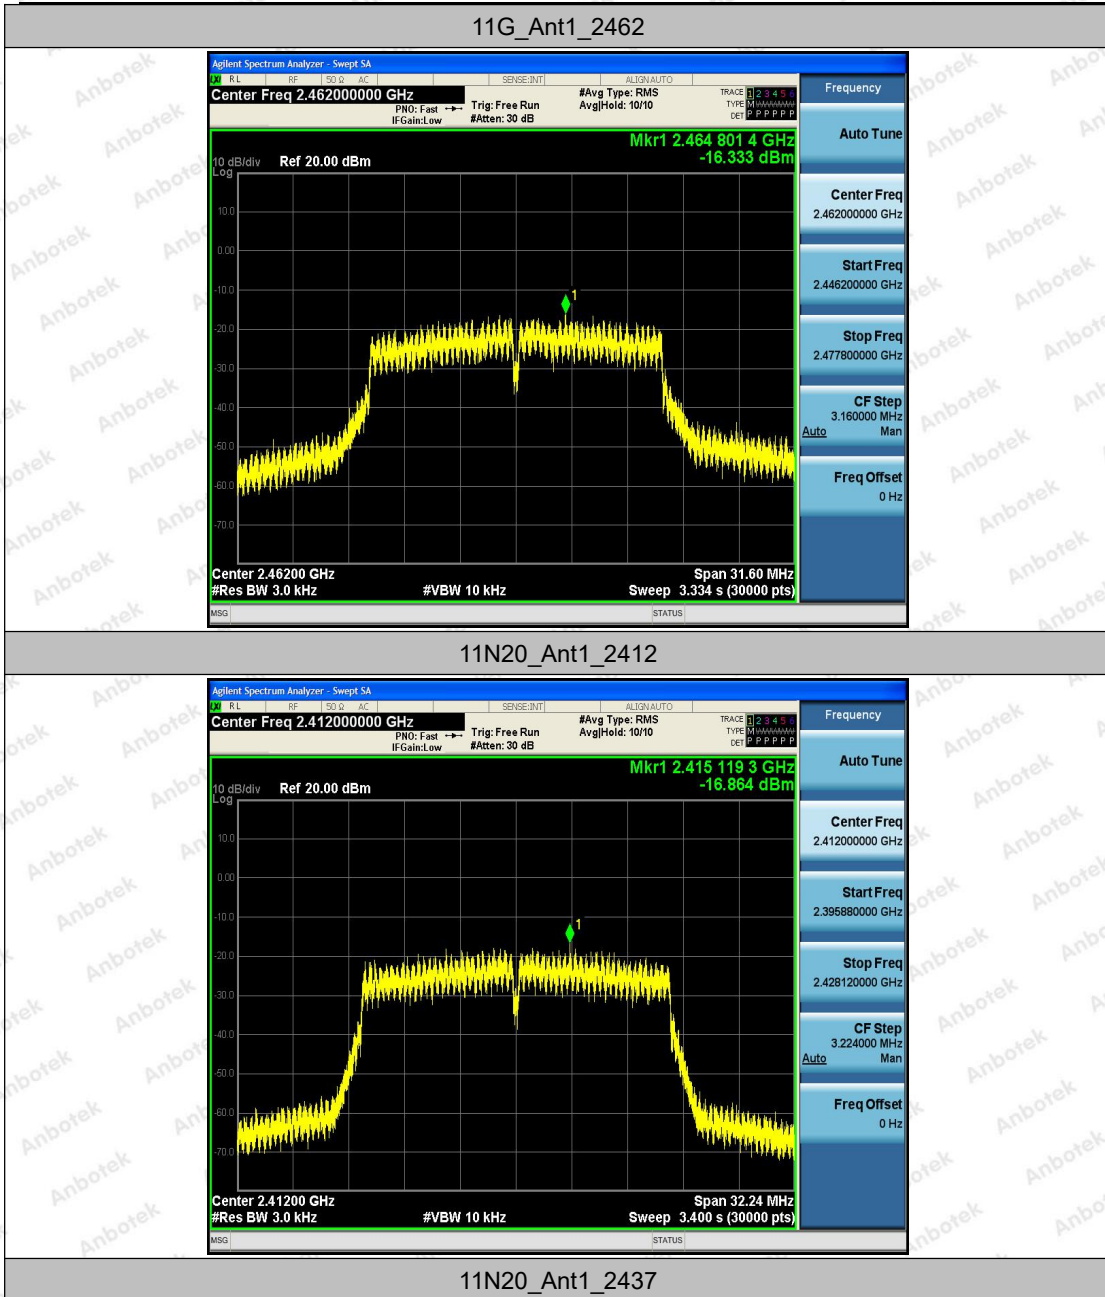 11G_Ant1_2462
Agilent Spectrum Analyzer - Swept SA
LXI RL RF 50 Ω AC SENSE:INT ALIGNAUTO
Center Freq 2.462000000 GHz
PNO: Fast
IFGain:Low
Trig: Free Run
#Atten: 30 dB
#Avg Type: RMS
Avg|Hold: 10/10
TRACE 1 2 3 4 5 6
TYPE M
DET P P P P P P
Mkr1 2.464 801 4 GHz
-16.333 dBm
10 dB/div Ref 20.00 dBm
Log
10.0
0.00
-10.0
1
-20.0
-30.0
-40.0
-50.0
-60.0
-70.0
Center 2.46200 GHz Span 31.60 MHz
#Res BW 3.0 kHz #VBW 10 kHz Sweep 3.334 s (30000 pts)
MSG STATUS
Frequency
Auto Tune
Center Freq
2.462000000 GHz
Start Freq
2.446200000 GHz
Stop Freq
2.477800000 GHz
CF Step
3.160000 MHz
Auto Man
Freq Offset
0 Hz
11N20_Ant1_2412
Agilent Spectrum Analyzer - Swept SA
LXI RL RF 50 Ω AC SENSE:INT ALIGNAUTO
Center Freq 2.412000000 GHz
PNO: Fast
IFGain:Low
Trig: Free Run
#Atten: 30 dB
#Avg Type: RMS
Avg|Hold: 10/10
TRACE 1 2 3 4 5 6
TYPE M
DET P P P P P P
Mkr1 2.415 119 3 GHz
-16.864 dBm
10 dB/div Ref 20.00 dBm
Log
10.0
0.00
-10.0
1
-20.0
-30.0
-40.0
-50.0
-60.0
-70.0
Center 2.41200 GHz Span 32.24 MHz
#Res BW 3.0 kHz #VBW 10 kHz Sweep 3.400 s (30000 pts)
MSG STATUS
Frequency
Auto Tune
Center Freq
2.412000000 GHz
Start Freq
2.395880000 GHz
Stop Freq
2.428120000 GHz
CF Step
3.224000 MHz
Auto Man
Freq Offset
0 Hz
11N20_Ant1_2437
Anbotek